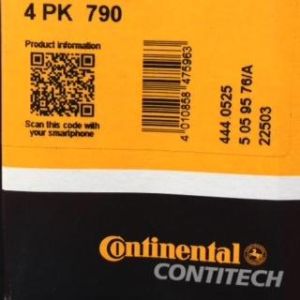 4 PK 790
Product information
Scan this code with
your smartphone
4 010858 475963
444 0525
5 05 95 76/A
22503
Continental
CONTITECH